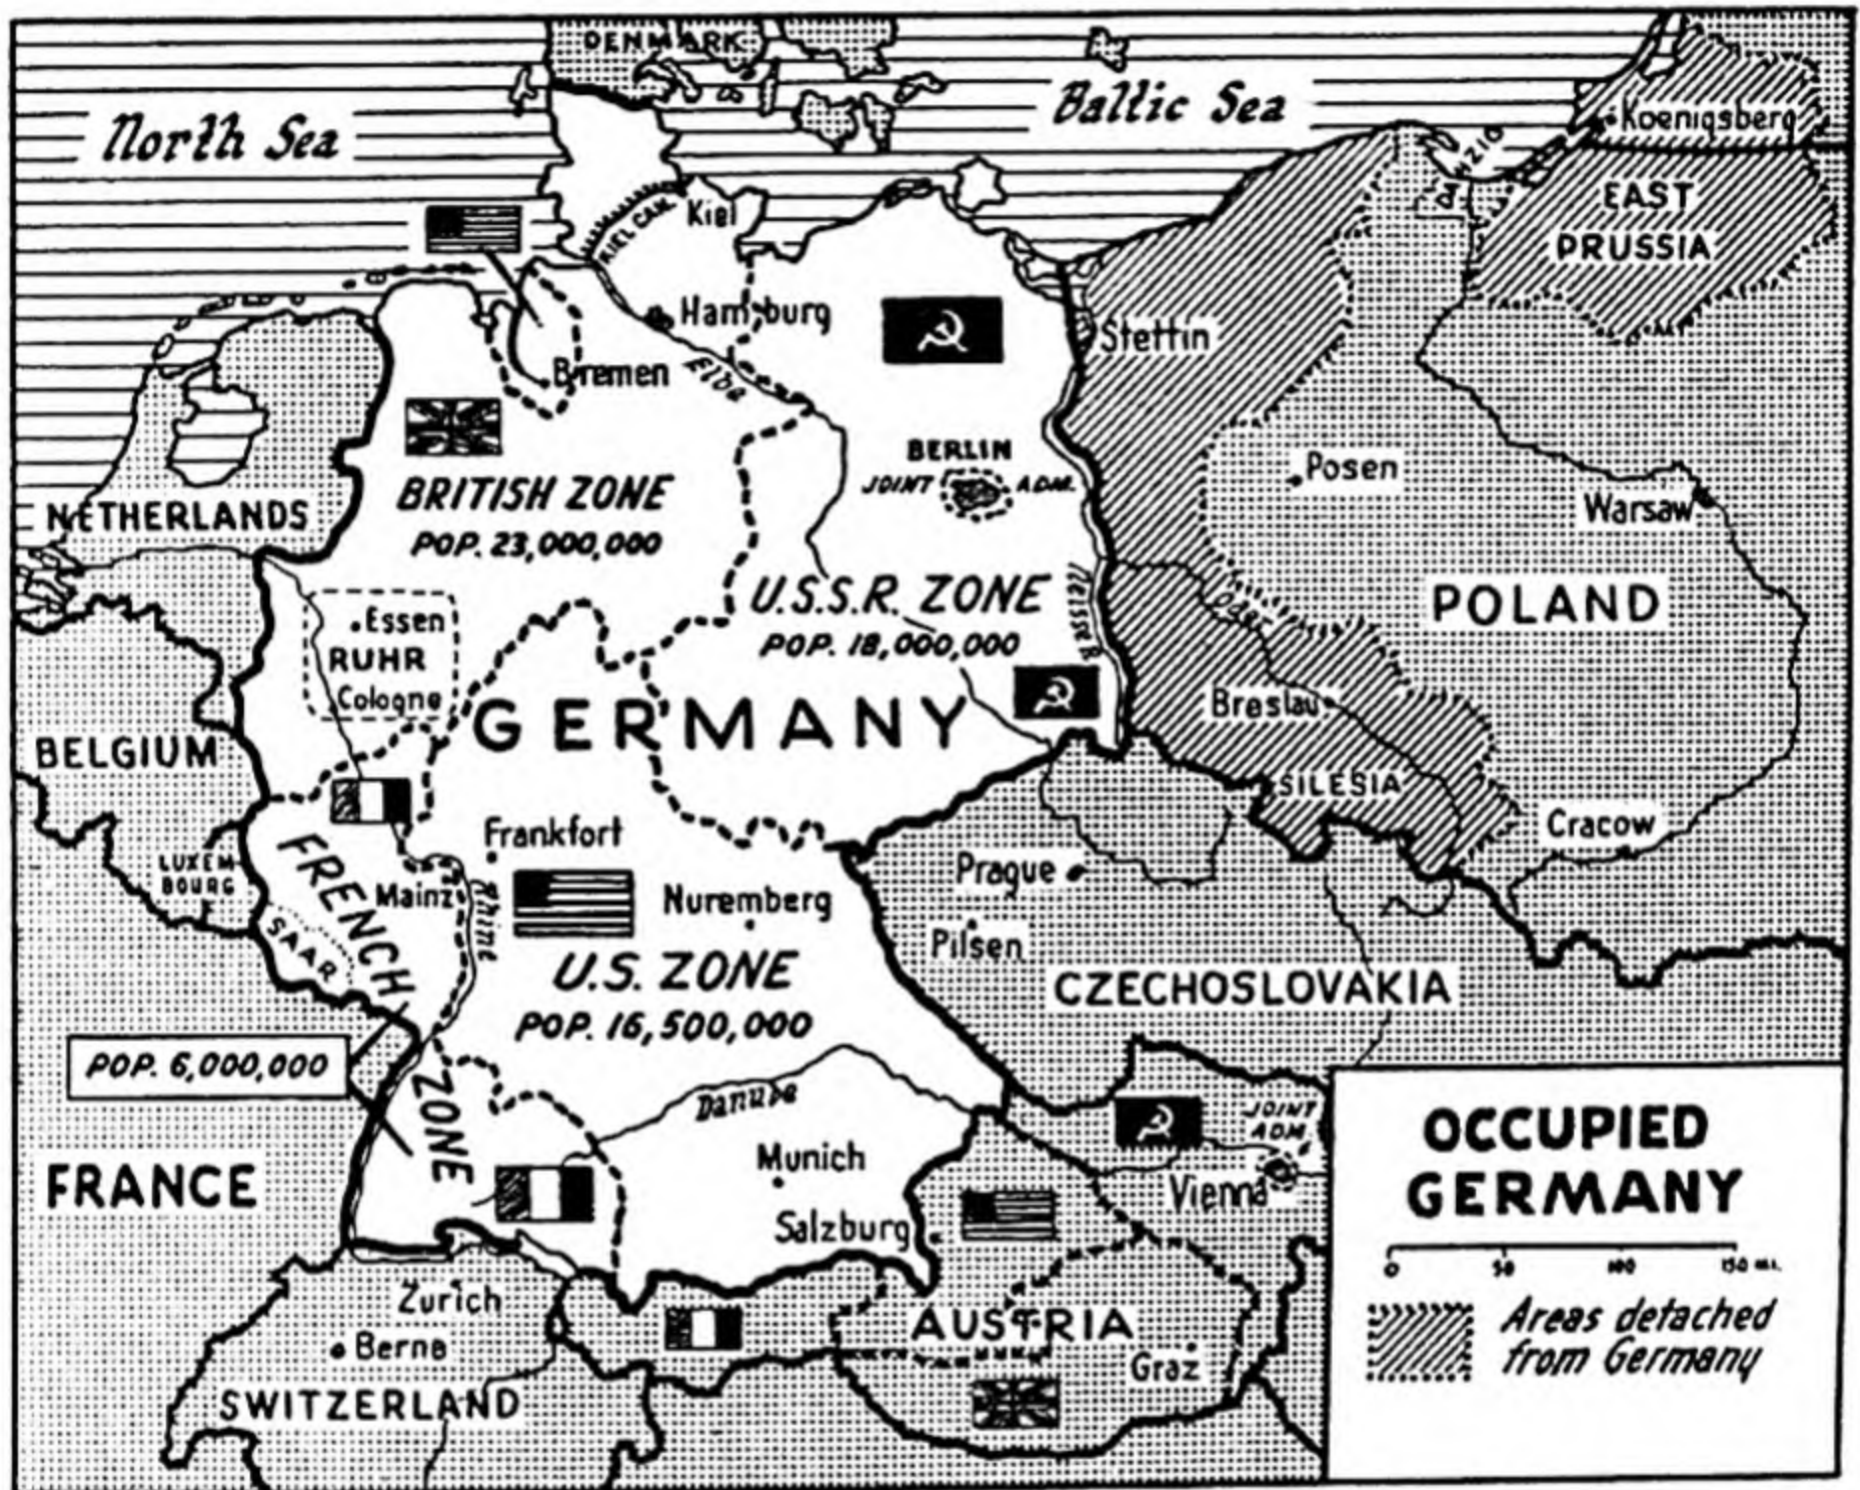 DENMARK
North Sea
Baltic Sea
Koenigsberg
DANZIG
EAST
PRUSSIA
KIEL CAN.
Kiel
Hamburg
Stettin
Bremen
Elbe
BERLIN
JOINT ADM.
Posen
Warsaw
NETHERLANDS
BRITISH ZONE
POP. 23,000,000
U.S.S.R. ZONE
POP. 18,000,000
Neisse R.
Oder
POLAND
Essen
RUHR
Cologne
GERMANY
Breslau
SILESIA
Cracow
BELGIUM
LUXEM
BOURG
SAAR
FRENCH
ZONE
Mainz
Rhine
Frankfort
Nuremberg
U.S. ZONE
POP. 16,500,000
Prague
Pilsen
CZECHOSLOVAKIA
POP. 6,000,000
FRANCE
Danube
Munich
Salzburg
JOINT
ADM.
Vienna
Zurich
Berne
SWITZERLAND
AUSTRIA
Graz
OCCUPIED
GERMANY
0 50 100 150 MI.
Areas detached
from Germany